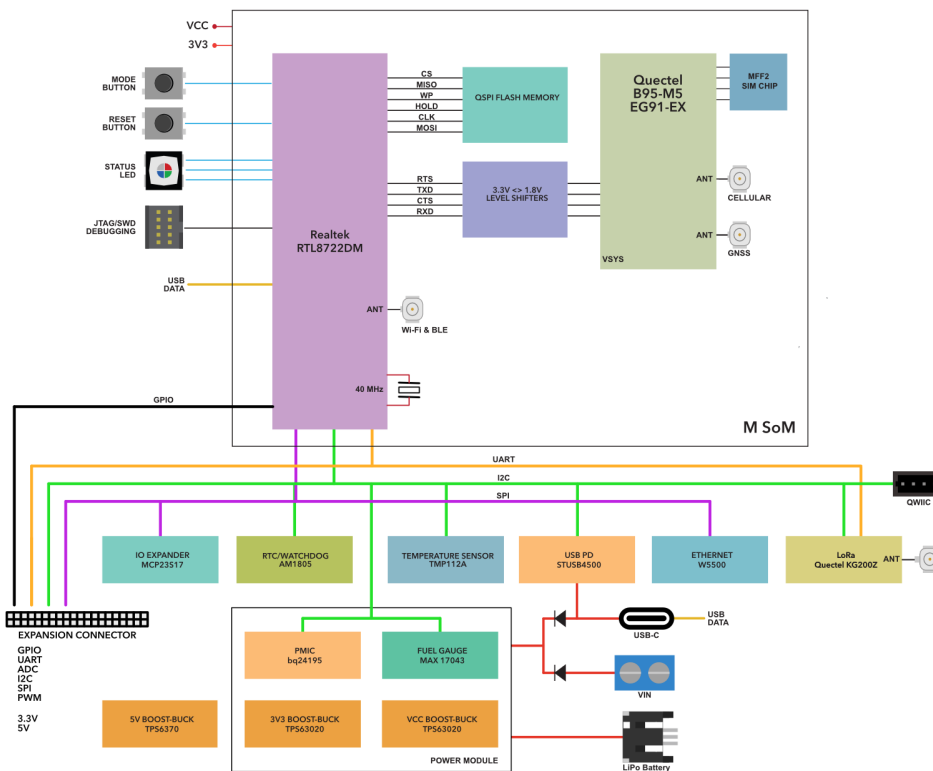 VCC
3V3
MODE
BUTTON
RESET
BUTTON
STATUS
LED
JTAG/SWD
DEBUGGING
USB
DATA
GPIO
Realtek
RTL8722DM
CS
MISO
WP
HOLD
CLK
MOSI
QSPI FLASH MEMORY
RTS
TXD
CTS
RXD
3.3V <> 1.8V
LEVEL SHIFTERS
Quectel
B95-M5
EG91-EX
MFF2
SIM CHIP
ANT
CELLULAR
ANT
GNSS
VSYS
ANT
Wi-Fi & BLE
40 MHz
M SoM
UART
I2C
SPI
QWIIC
IO EXPANDER
MCP23S17
RTC/WATCHDOG
AM1805
TEMPERATURE SENSOR
TMP112A
USB PD
STUSB4500
ETHERNET
W5500
LoRa
Quectel KG200Z
ANT
EXPANSION CONNECTOR
GPIO
UART
ADC
I2C
SPI
PWM
3.3V
5V
PMIC
bq24195
FUEL GAUGE
MAX 17043
USB-C
USB
DATA
VIN
5V BOOST-BUCK
TPS6370
3V3 BOOST-BUCK
TPS63020
VCC BOOST-BUCK
TPS63020
POWER MODULE
LiPo Battery